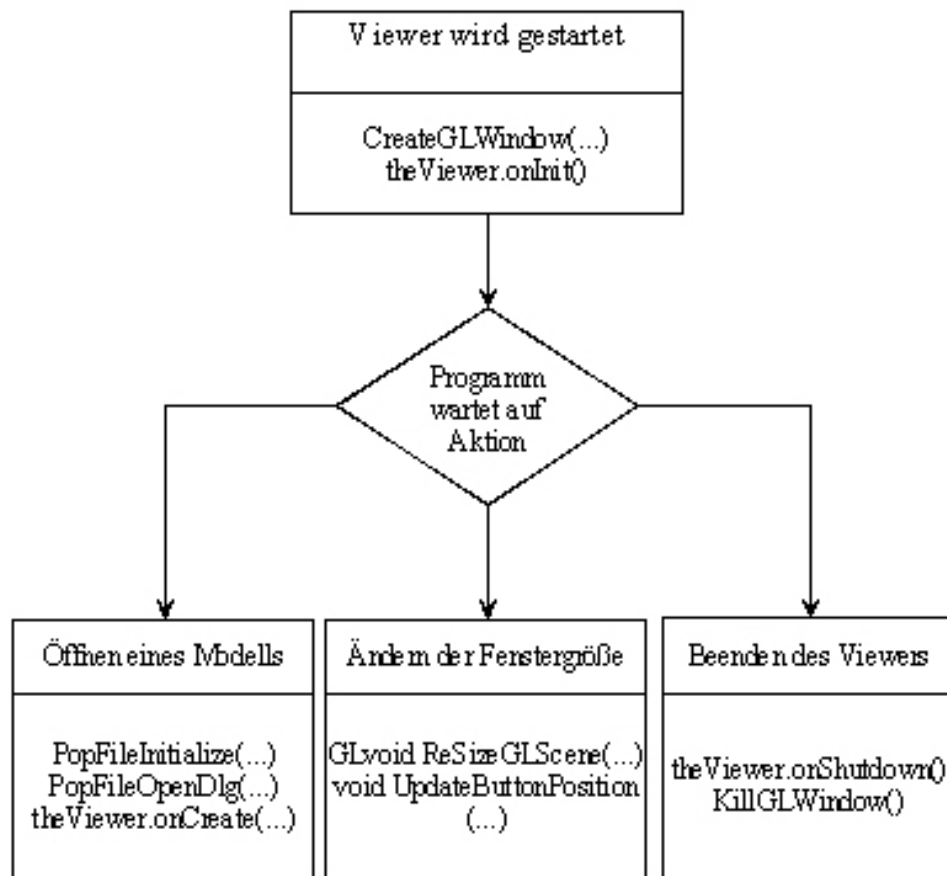 Viewer wird gestartet
CreateGLWindow(...)
theViewer.onInit()
Programm
wartet auf
Aktion
Öffnen eines Modells
PopFileInitialize(...)
PopFileOpenDlg(...)
theViewer.onCreate(...)
Ändern der Fenstergröße
GLvoid ReSizeGLScene(...)
void UpdateButtonPosition
(...)
Beenden des Viewers
theViewer.onShutdown()
KillGLWindow()